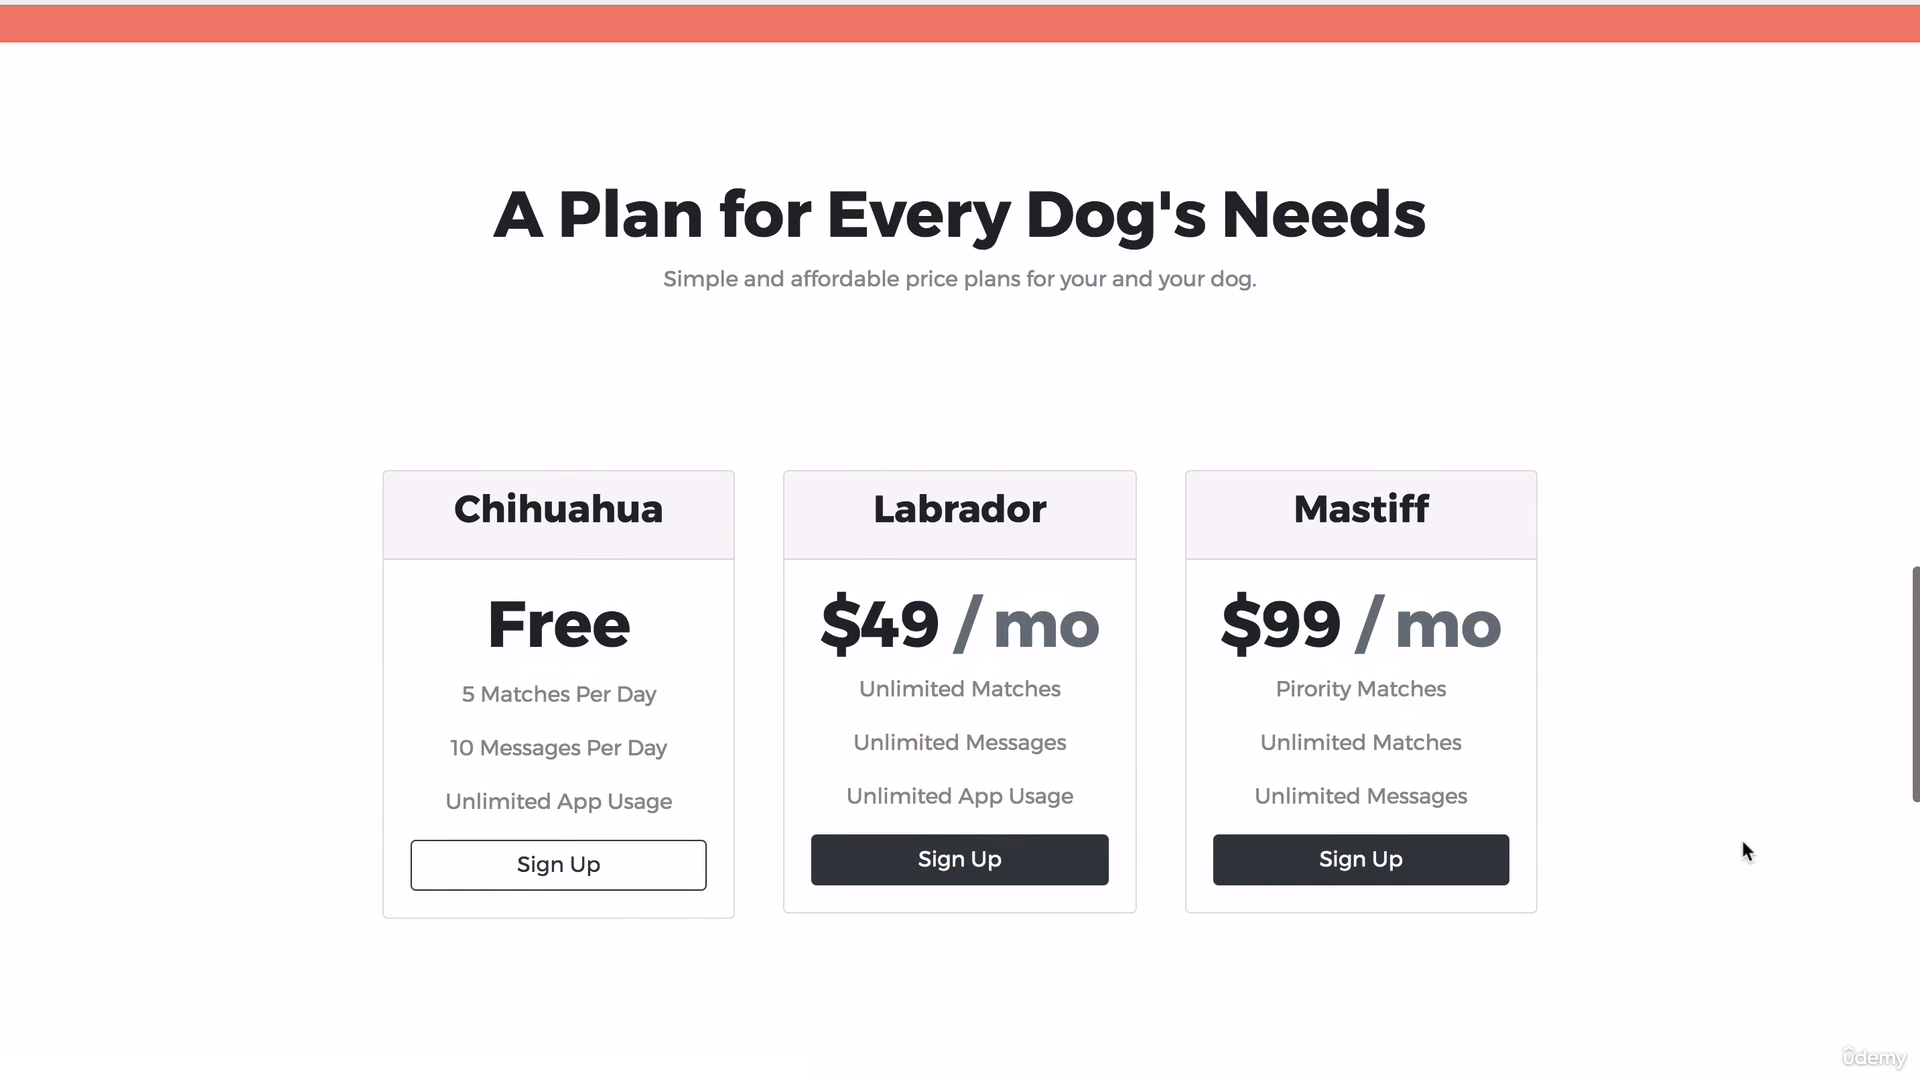 A Plan for Every Dog's Needs
Simple and affordable price plans for your and your dog.
Chihuahua
Free
5 Matches Per Day
10 Messages Per Day
Unlimited App Usage
Sign Up
Labrador
$49 / mo
Unlimited Matches
Unlimited Messages
Unlimited App Usage
Sign Up
Mastiff
$99 / mo
Pirority Matches
Unlimited Matches
Unlimited Messages
Sign Up
ûdemy